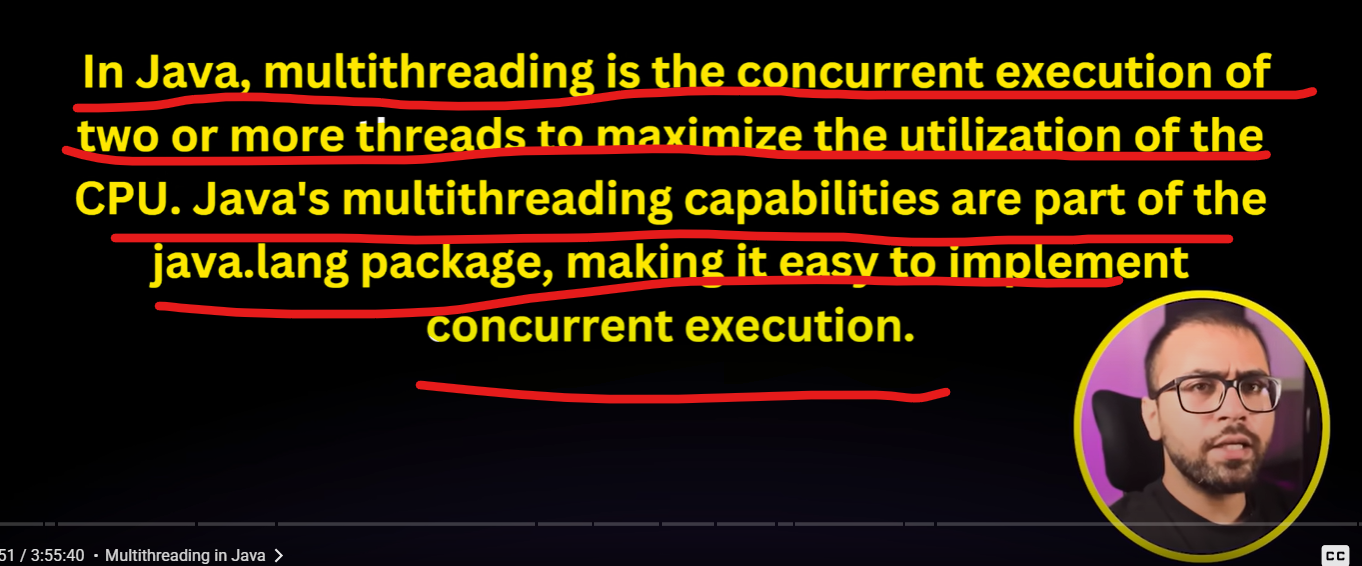 In Java, multithreading is the concurrent execution of
two or more threads to maximize the utilization of the
CPU. Java's multithreading capabilities are part of the
java.lang package, making it easy to implement
concurrent execution.
51 / 3:55:40 • Multithreading in Java >
CC